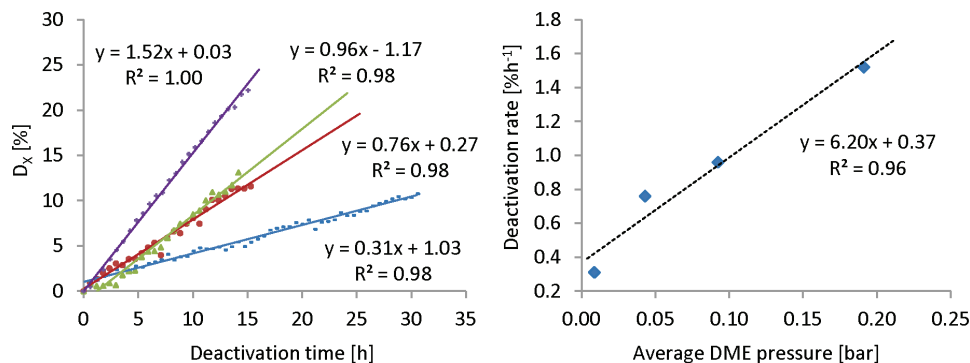 30
25
20
15
10
5
0
D_X [%]
y = 1.52x + 0.03
R² = 1.00
y = 0.96x - 1.17
R² = 0.98
y = 0.76x + 0.27
R² = 0.98
y = 0.31x + 1.03
R² = 0.98
0 5 10 15 20 25 30 35
Deactivation time [h]
1.8
1.6
1.4
1.2
1.0
0.8
0.6
0.4
0.2
Deactivation rate [%h⁻¹]
y = 6.20x + 0.37
R² = 0.96
0.00 0.05 0.10 0.15 0.20 0.25
Average DME pressure [bar]